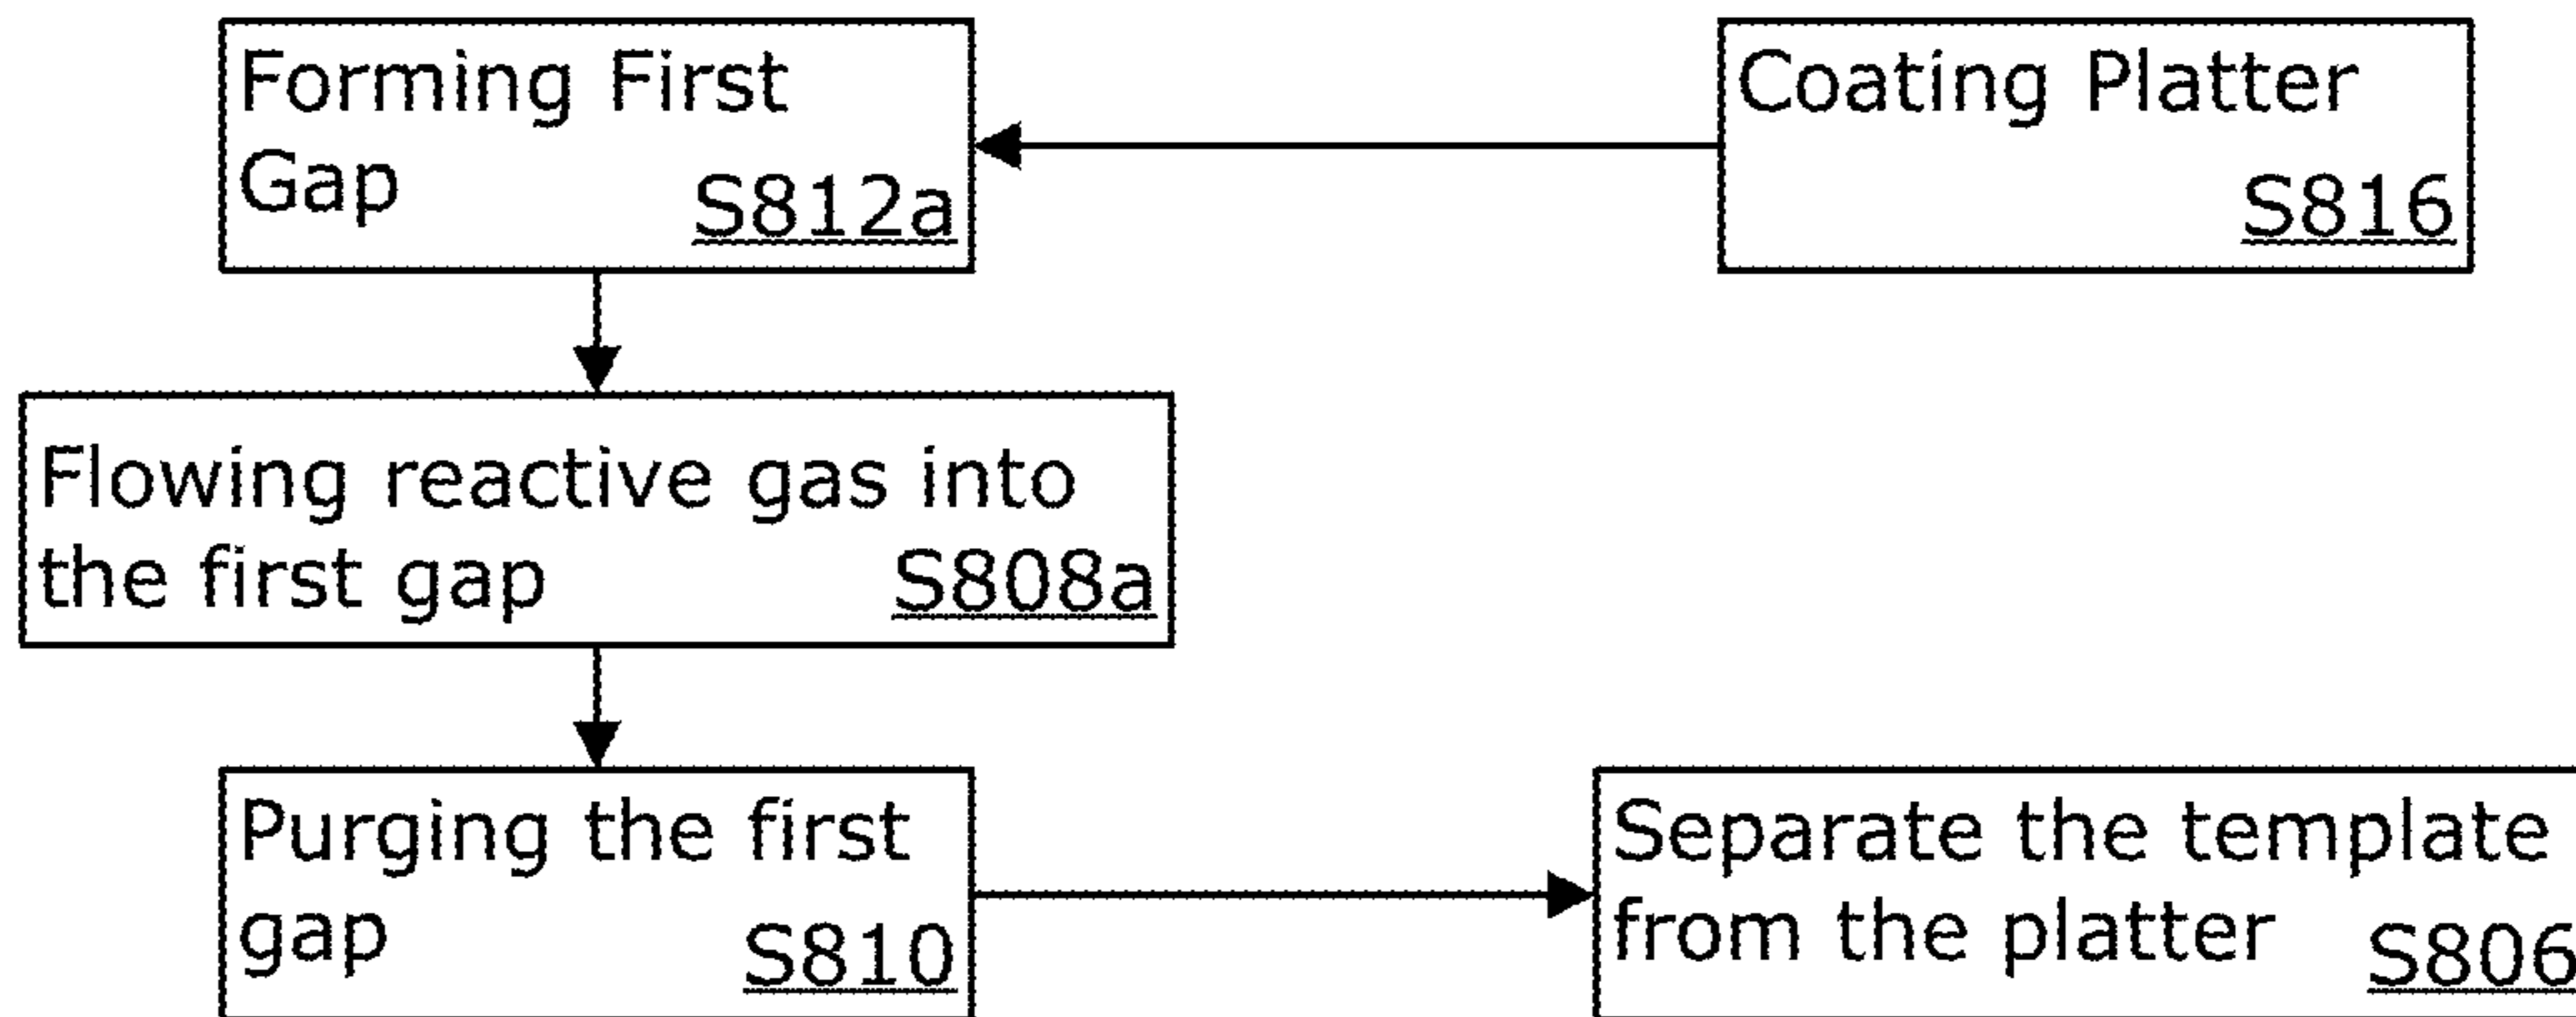 Forming First
Gap
S812a
Coating Platter
S816
Flowing reactive gas into
the first gap
S808a
Purging the first
gap
S810
Separate the template
from the platter
S806